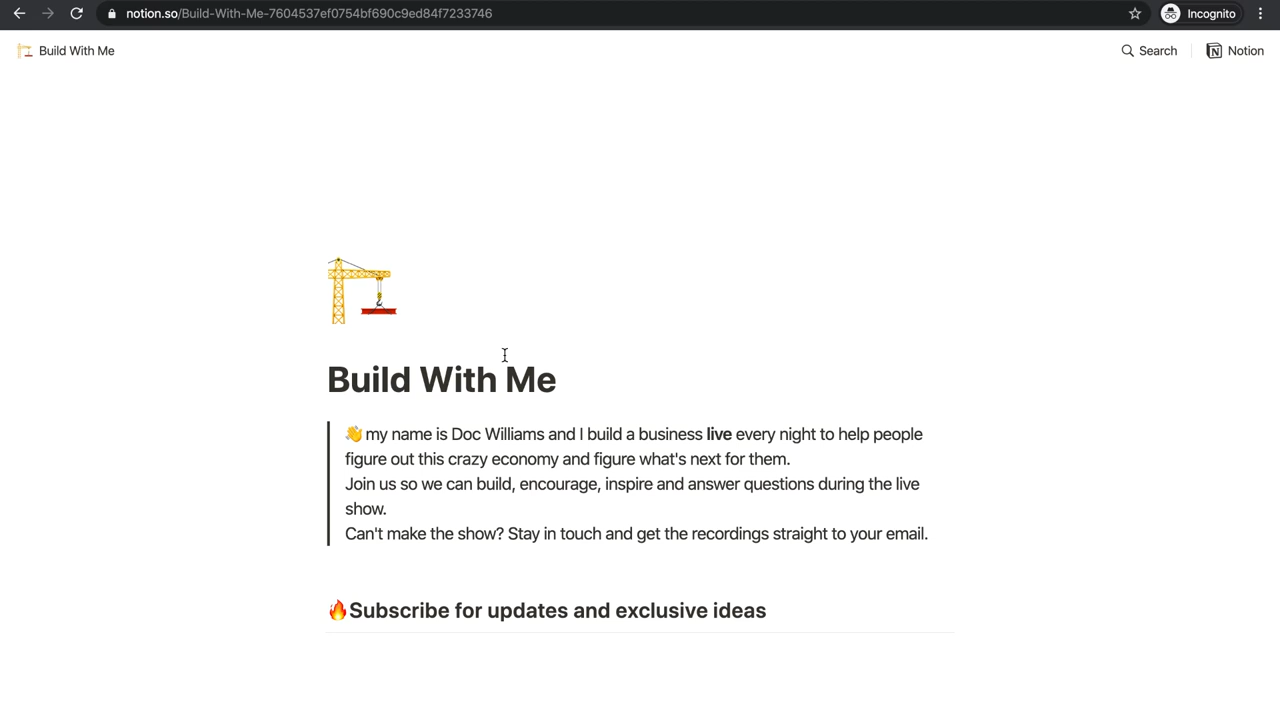 notion.so/Build-With-Me-7604537ef0754bf690c9ed84f7233746
Incognito
Build With Me
Search
Notion
Build With Me
👋 my name is Doc Williams and I build a business live every night to help people
figure out this crazy economy and figure what's next for them.
Join us so we can build, encourage, inspire and answer questions during the live
show.
Can't make the show? Stay in touch and get the recordings straight to your email.
🔥Subscribe for updates and exclusive ideas